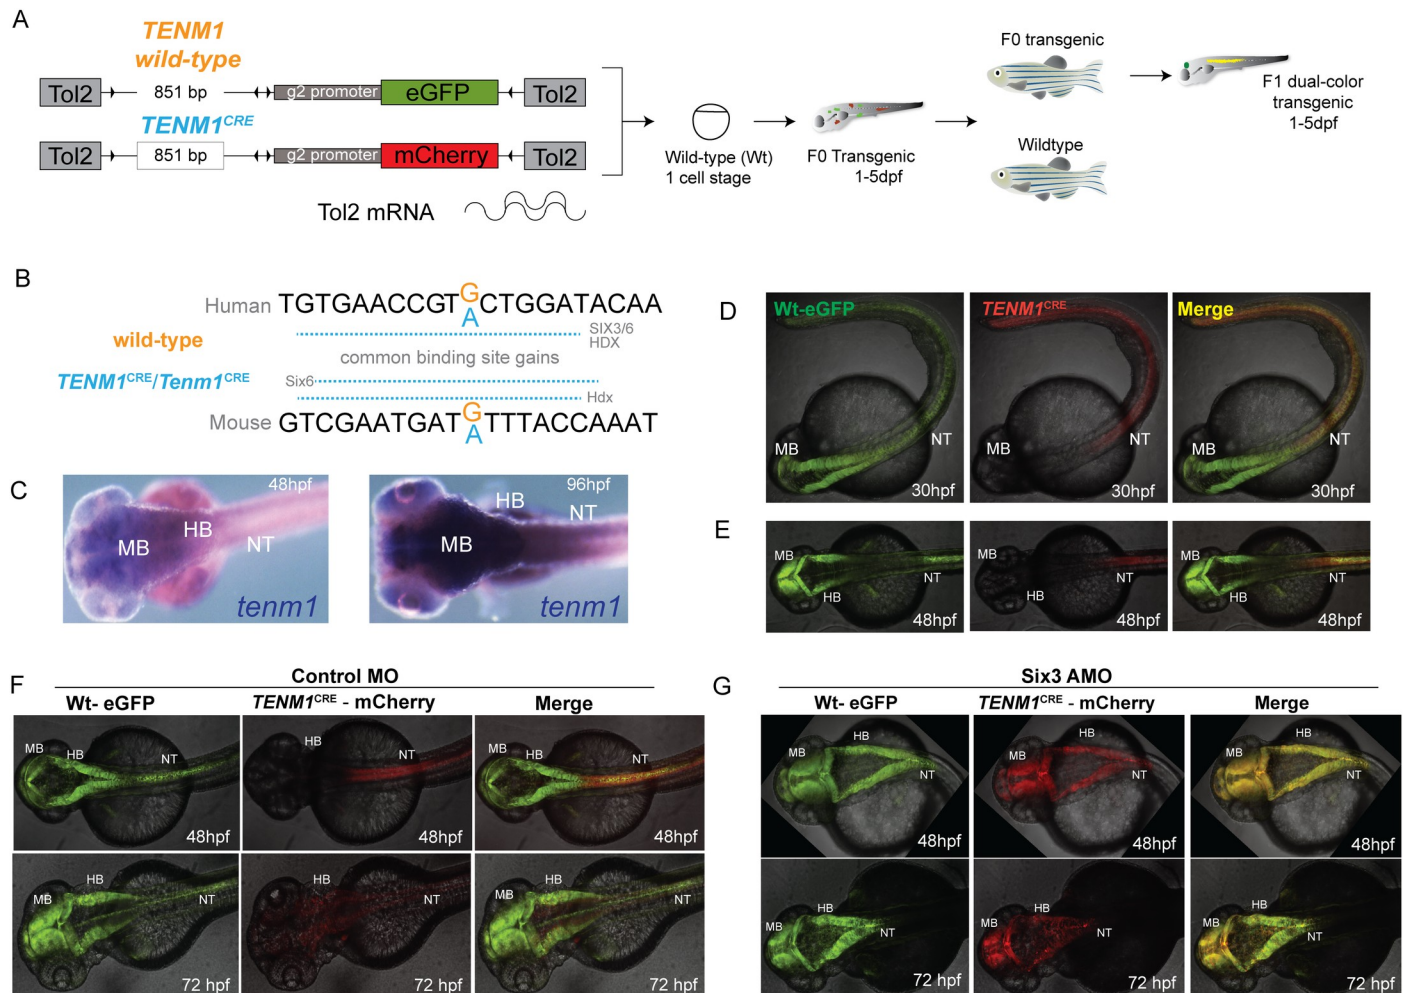 A
TENM1
wild-type
Tol2 851 bp g2 promoter eGFP Tol2
TENM1CRE
Tol2 851 bp g2 promoter mCherry Tol2
Tol2 mRNA
Wild-type (Wt)
1 cell stage
F0 Transgenic
1-5dpf
F0 transgenic
Wildtype
F1 dual-color
transgenic
1-5dpf
B
Human TGTGAACCGTGCTGGATACAA
A
SIX3/6
HDX
wild-type
common binding site gains
TENM1CRE/Tenm1CRE
Six6
Hdx
Mouse GTCGAATGATGTTTACCAAAT
A
C
48hpf
MB HB NT
tenm1
96hpf
HB
NT
MB
tenm1
D
Wt-eGFP TENM1CRE Merge
MB NT MB NT MB NT
30hpf 30hpf 30hpf
E
MB MB MB
NT NT NT
HB HB HB
48hpf 48hpf 48hpf
F
Control MO
Wt- eGFP TENM1CRE - mCherry Merge
MB HB NT HB NT MB HB NT
48hpf 48hpf 48hpf
MB HB NT HB NT MB HB NT
72 hpf 72 hpf 72 hpf
G
Six3 AMO
Wt- eGFP TENM1CRE - mCherry Merge
MB HB NT MB HB NT MB HB NT
48hpf 48hpf 48hpf
MB HB NT MB HB NT MB HB NT
72 hpf 72 hpf 72 hpf